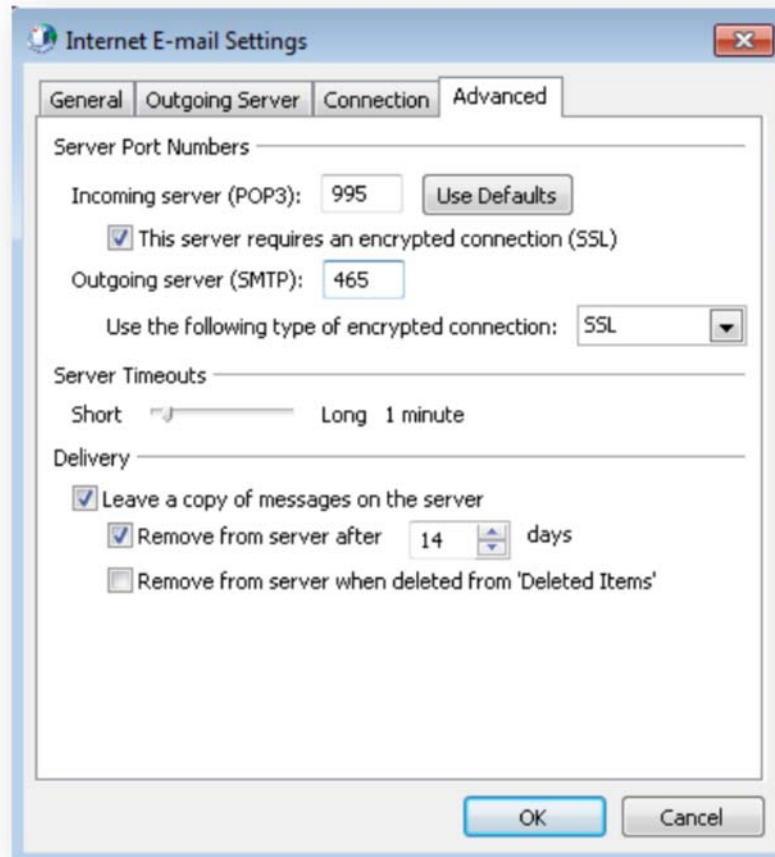 Internet E-mail Settings
General Outgoing Server Connection Advanced
Server Port Numbers
Incoming server (POP3): 995 Use Defaults
This server requires an encrypted connection (SSL)
Outgoing server (SMTP): 465
Use the following type of encrypted connection: SSL
Server Timeouts
Short Long 1 minute
Delivery
Leave a copy of messages on the server
Remove from server after 14 days
Remove from server when deleted from 'Deleted Items'
OK Cancel